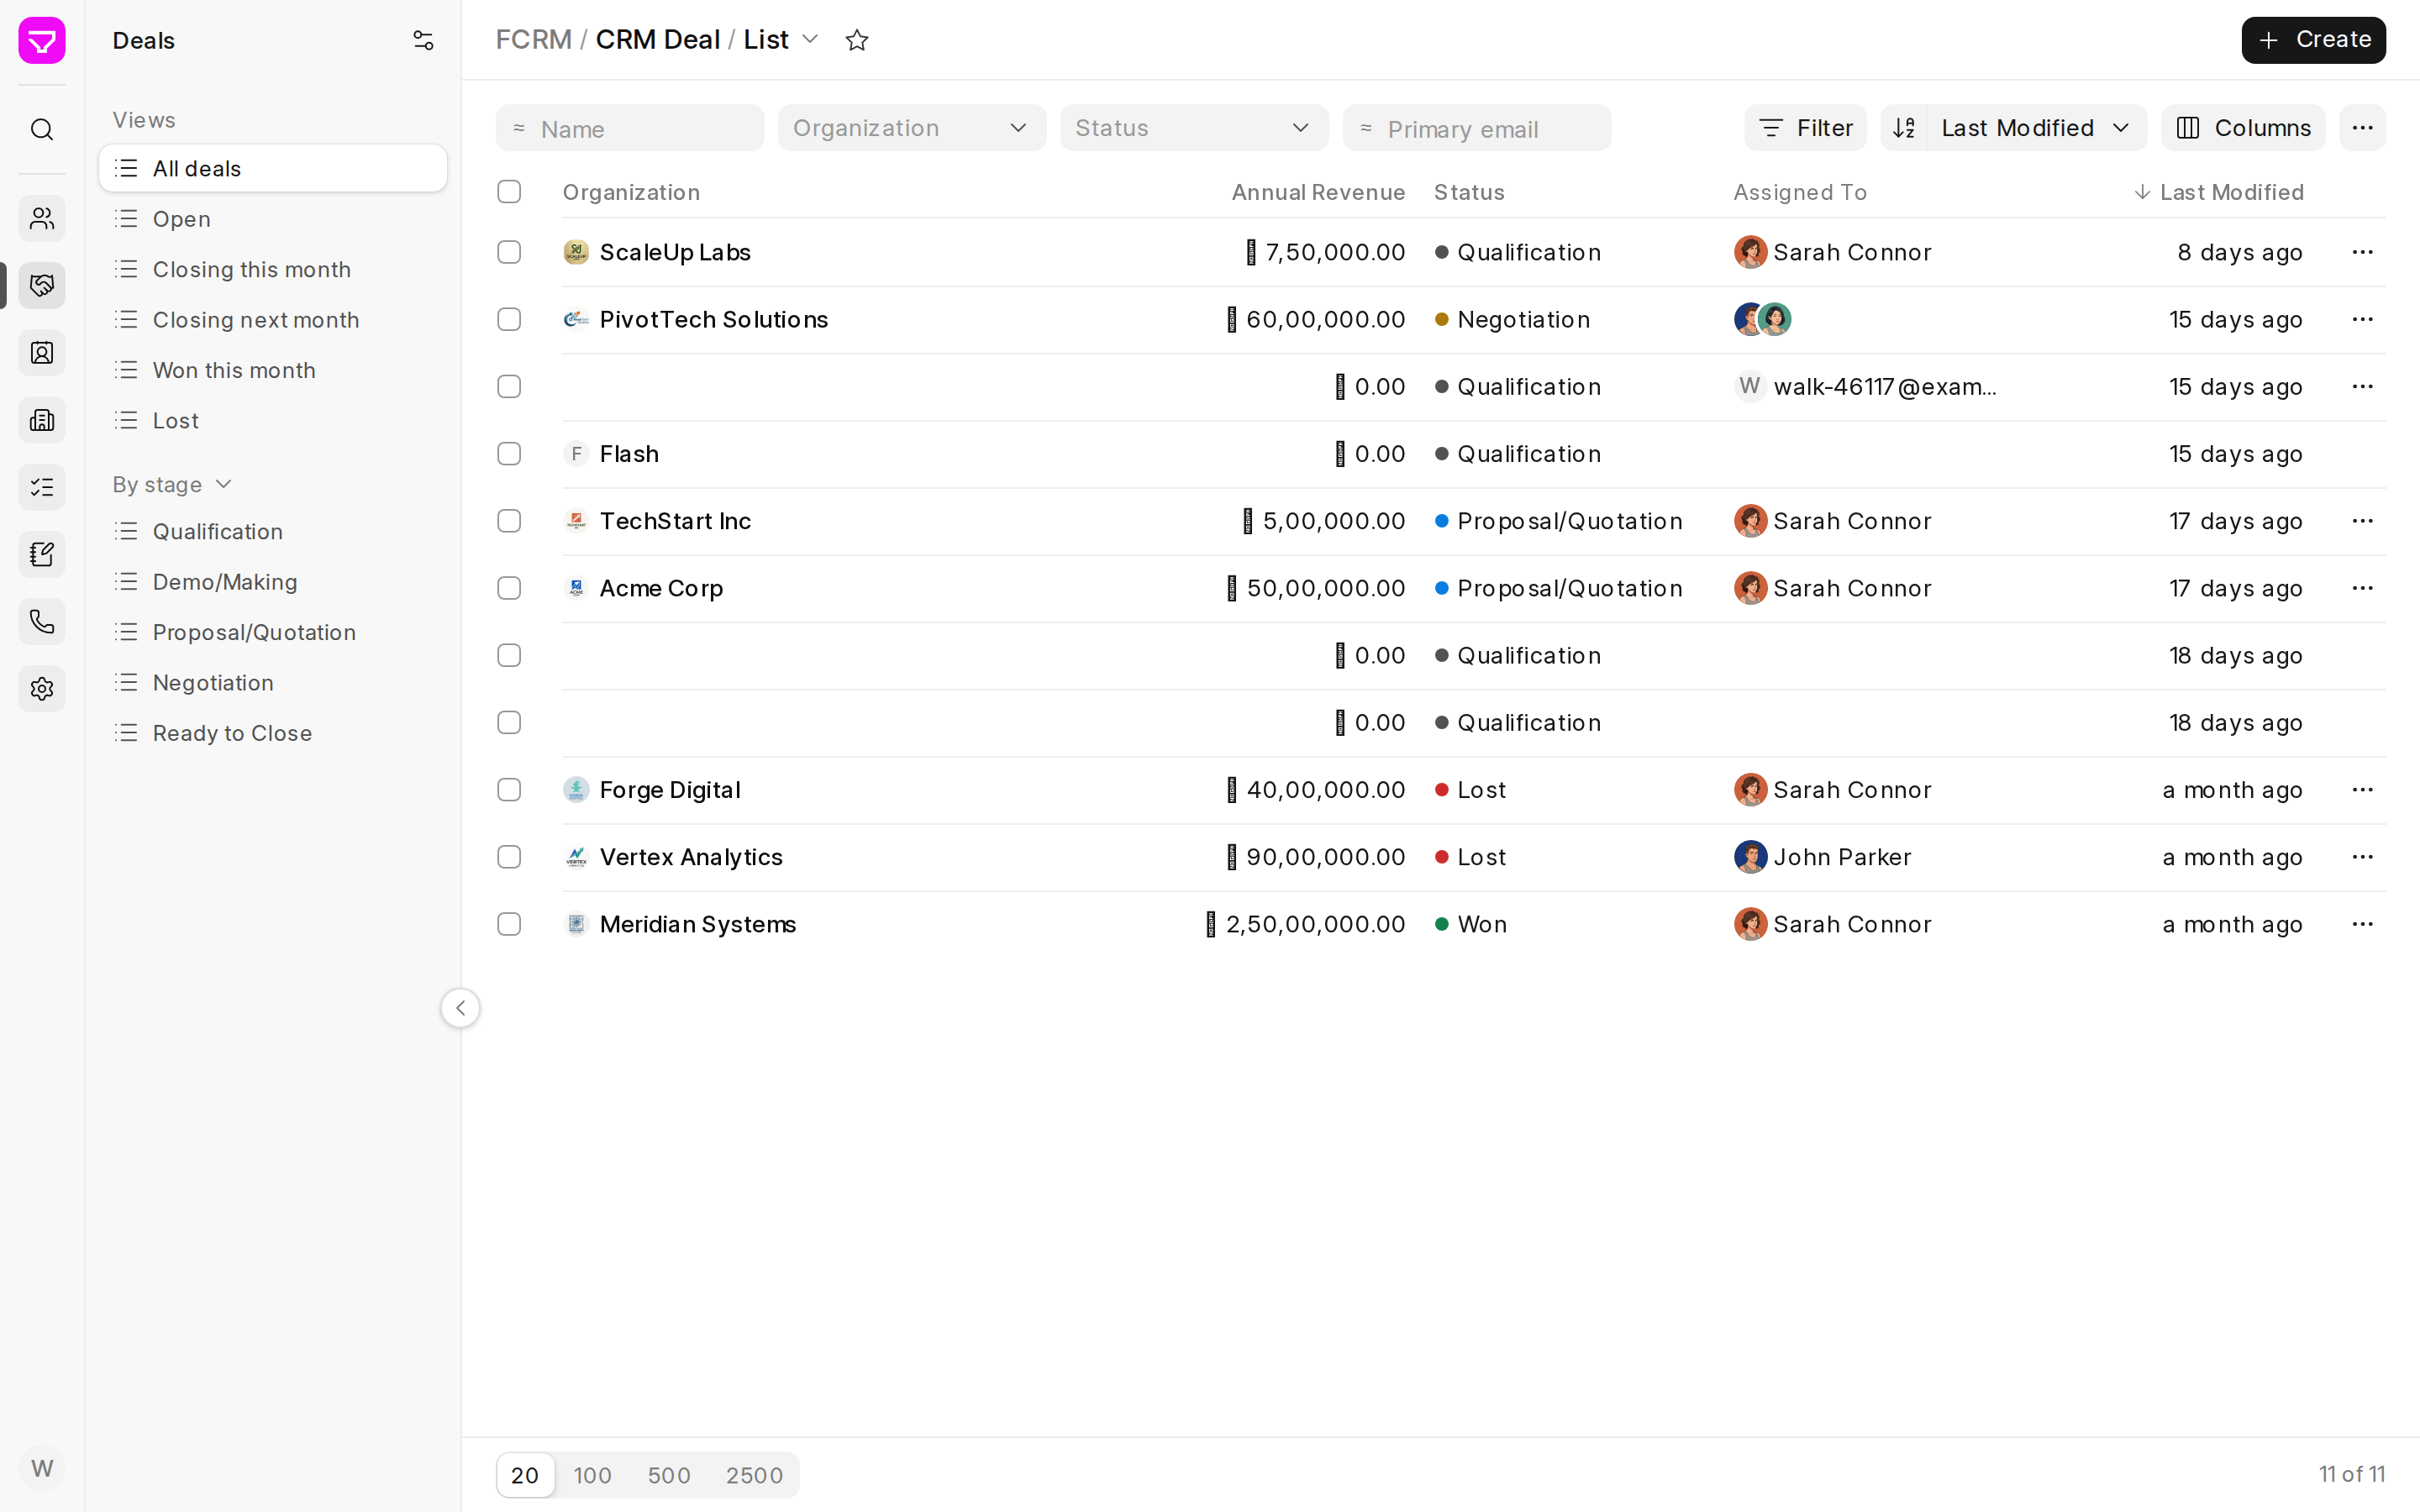 Deals
FCRM / CRM Deal / List
Create
Views
All deals
Open
Closing this month
Closing next month
Won this month
Lost
By stage
Qualification
Demo/Making
Proposal/Quotation
Negotiation
Ready to Close
W
≈ Name
Organization
Status
≈ Primary email
Filter
Last Modified
Columns
Organization Annual Revenue Status Assigned To Last Modified
ScaleUp Labs 7,50,000.00 Qualification Sarah Connor 8 days ago
PivotTech Solutions 60,00,000.00 Negotiation 15 days ago
0.00 Qualification W walk-46117@exam... 15 days ago
F Flash 0.00 Qualification 15 days ago
TechStart Inc 5,00,000.00 Proposal/Quotation Sarah Connor 17 days ago
Acme Corp 50,00,000.00 Proposal/Quotation Sarah Connor 17 days ago
0.00 Qualification 18 days ago
0.00 Qualification 18 days ago
Forge Digital 40,00,000.00 Lost Sarah Connor a month ago
Vertex Analytics 90,00,000.00 Lost John Parker a month ago
Meridian Systems 2,50,00,000.00 Won Sarah Connor a month ago
20 100 500 2500
11 of 11